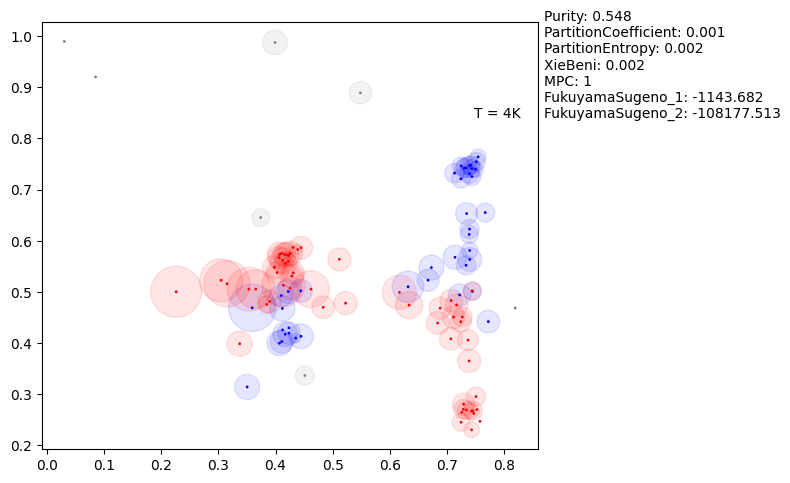 Purity: 0.548
PartitionCoefficient: 0.001
PartitionEntropy: 0.002
XieBeni: 0.002
MPC: 1
FukuyamaSugeno_1: -1143.682
FukuyamaSugeno_2: -108177.513
T = 4K
1.0
0.9
0.8
0.7
0.6
0.5
0.4
0.3
0.2
0.0 0.1 0.2 0.3 0.4 0.5 0.6 0.7 0.8